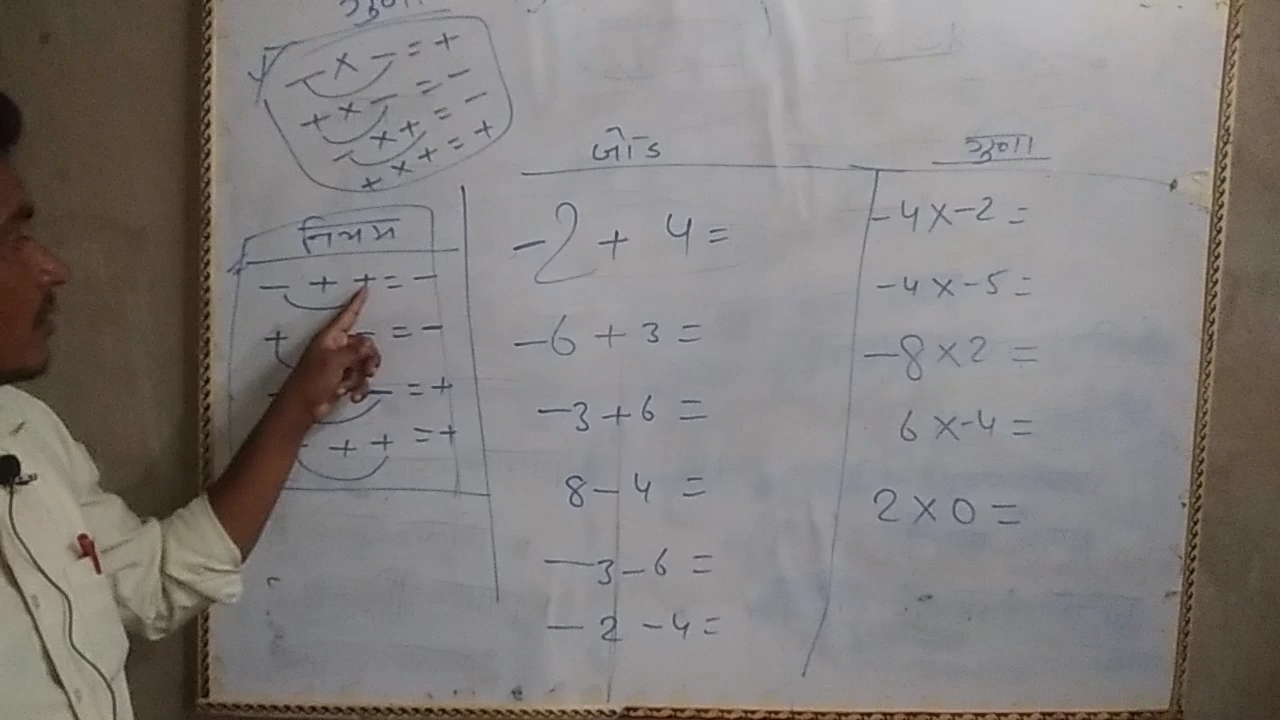 गुणा
- × - = +
+ × - = -
- × + = -
+ × + = +
नियम
- + + = -
+ - = -
- = +
+ + = +
जोड
-2 + 4 =
-6 + 3 =
-3 + 6 =
8 - 4 =
-3 - 6 =
-2 - 4 =
गुणा
-4 × -2 =
-4 × -5 =
-8 × 2 =
6 × -4 =
2 × 0 =